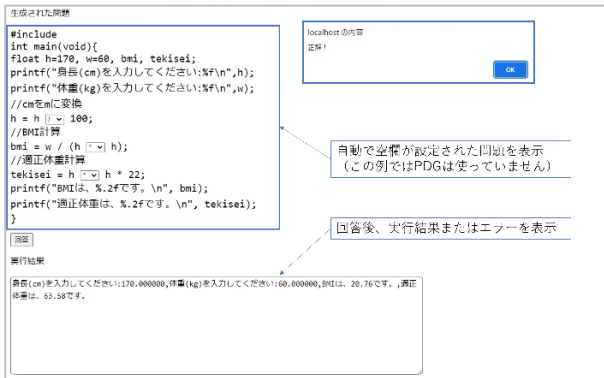 生成された問題
#include
int main(void){
float h=170, w=60, bmi, tekisei;
printf("身長(cm)を入力してください:%f\n",h);
printf("体重(kg)を入力してください:%f\n",w);
//cmをmに変換
h = h / 100;
//BMI計算
bmi = w / (h * h);
//適正体重計算
tekisei = h * h * 22;
printf("BMIは、%.2fです。\n", bmi);
printf("適正体重は、%.2fです。\n", tekisei);
}
回答
実行結果
身長(cm)を入力してください:170.000000,体重(kg)を入力してください:60.000000,BMIは、20.76です。,適正
体重は、63.58です。
localhost の内容
正解！
OK
自動で空欄が設定された問題を表示
（この例ではPDGは使っていません）
回答後、実行結果またはエラーを表示